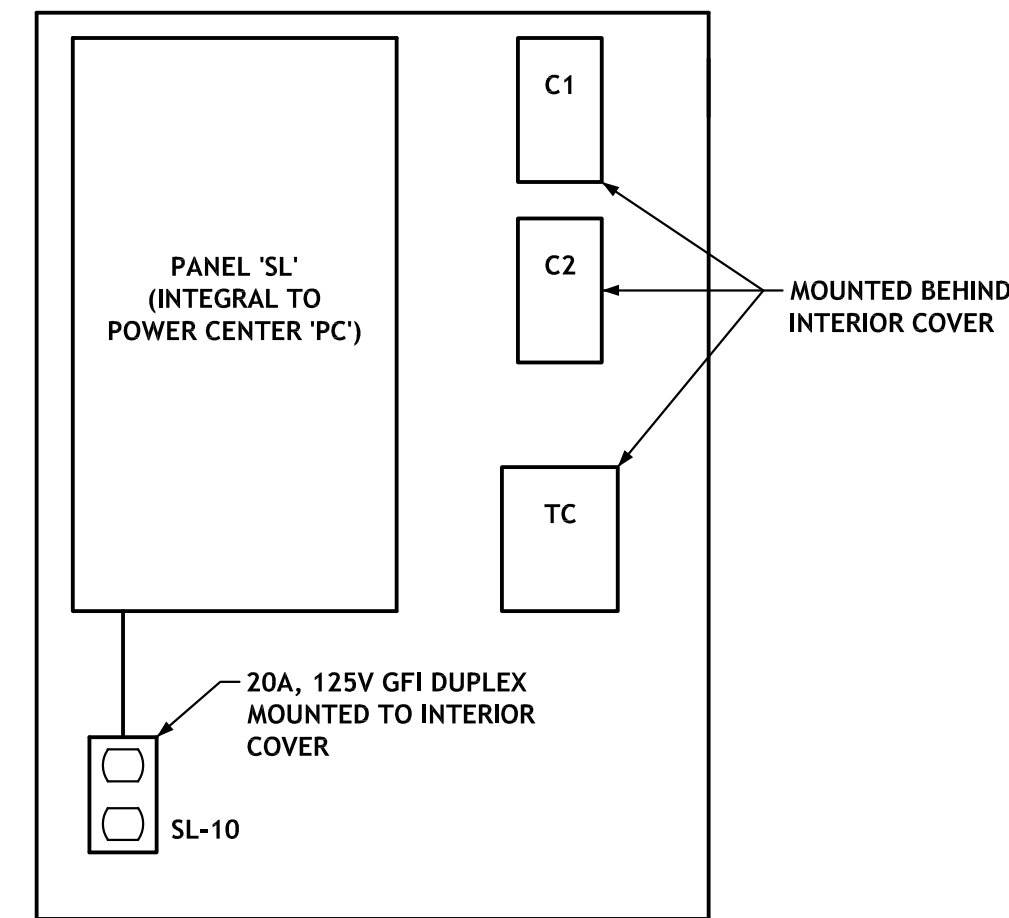 C1
C2
PANEL 'SL'
(INTEGRAL TO
POWER CENTER 'PC')
MOUNTED BEHIND
INTERIOR COVER
TC
20A, 125V GFI DUPLEX
MOUNTED TO INTERIOR
COVER
SL-10